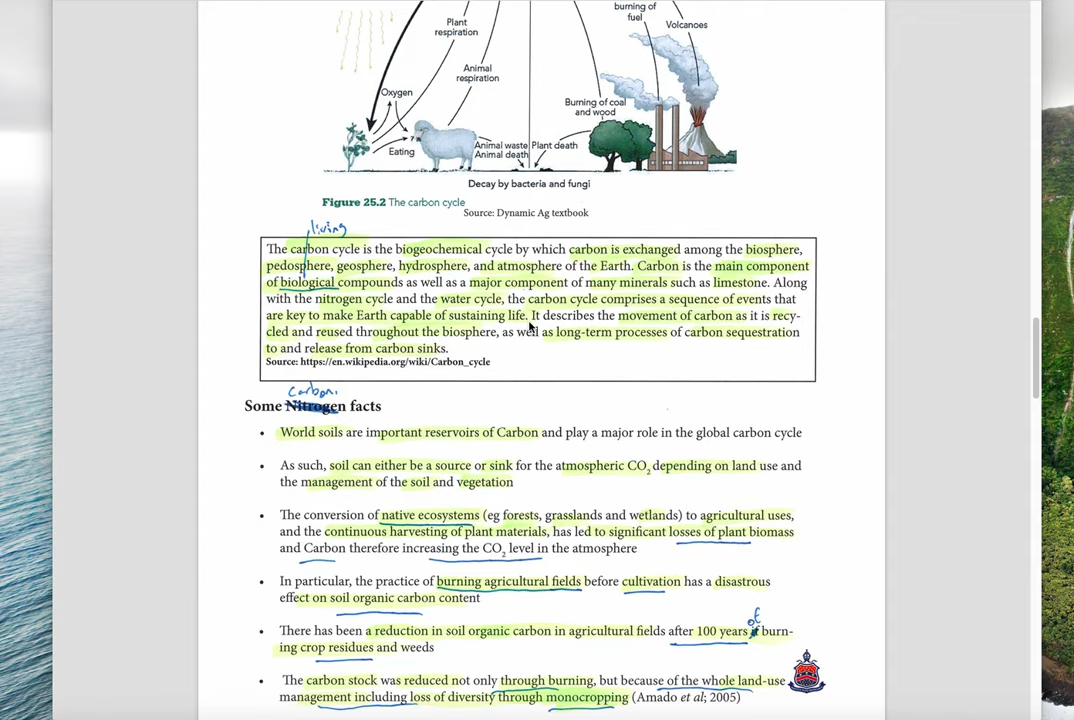 burning of
fuel
Volcanoes
Plant
respiration
Animal
respiration
Oxygen
Burning of coal
and wood
Eating
Animal waste
Animal death
Plant death
Decay by bacteria and fungi
Figure 25.2 The carbon cycle
Source: Dynamic Ag textbook
living
The carbon cycle is the biogeochemical cycle by which carbon is exchanged among the biosphere,
pedosphere, geosphere, hydrosphere, and atmosphere of the Earth. Carbon is the main component
of biological compounds as well as a major component of many minerals such as limestone. Along
with the nitrogen cycle and the water cycle, the carbon cycle comprises a sequence of events that
are key to make Earth capable of sustaining life. It describes the movement of carbon as it is recy-
cled and reused throughout the biosphere, as well as long-term processes of carbon sequestration
to and release from carbon sinks.
Source: https://en.wikipedia.org/wiki/Carbon_cycle
Carbon
Some Nitrogen facts
• World soils are important reservoirs of Carbon and play a major role in the global carbon cycle
• As such, soil can either be a source or sink for the atmospheric CO2 depending on land use and
the management of the soil and vegetation
• The conversion of native ecosystems (eg forests, grasslands and wetlands) to agricultural uses,
and the continuous harvesting of plant materials, has led to significant losses of plant biomass
and Carbon therefore increasing the CO2 level in the atmosphere
• In particular, the practice of burning agricultural fields before cultivation has a disastrous
effect on soil organic carbon content
of
• There has been a reduction in soil organic carbon in agricultural fields after 100 years if burn-
ing crop residues and weeds
• The carbon stock was reduced not only through burning, but because of the whole land-use
management including loss of diversity through monocropping (Amado et al; 2005)